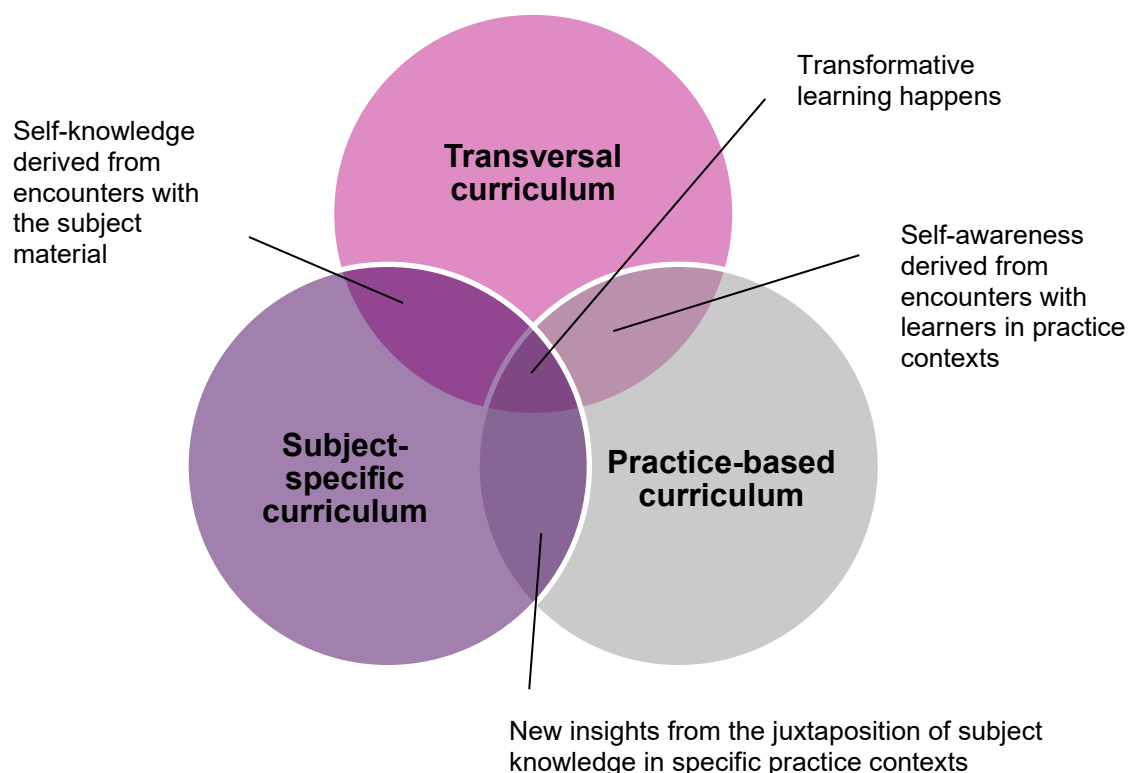 Transformative
learning happens
Self-knowledge
derived from
encounters with
the subject
material
Transversal
curriculum
Self-awareness
derived from
encounters with
learners in practice
contexts
Subject-
specific
curriculum
Practice-based
curriculum
New insights from the juxtaposition of subject
knowledge in specific practice contexts